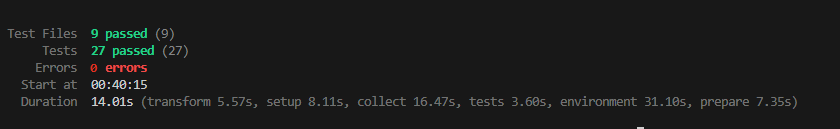 Test Files 9 passed (9)
Tests 27 passed (27)
Errors 0 errors
Start at 00:40:15
Duration 14.01s (transform 5.57s, setup 8.11s, collect 16.47s, tests 3.60s, environment 31.10s, prepare 7.35s)